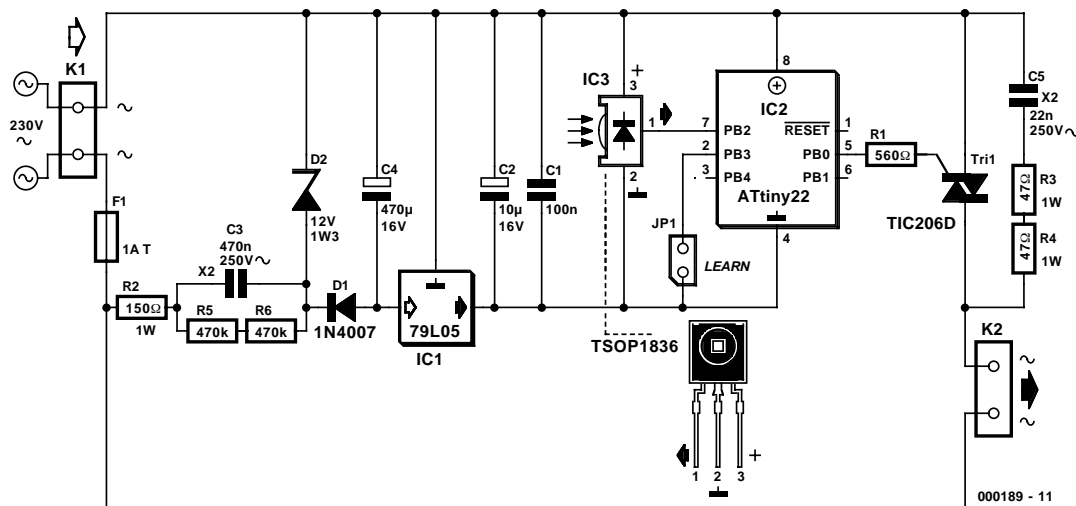 K1
230V
~
~
~
F1
1A T
R2
150Ω
1W
C3
470n
250V~
X2
R5
470k
R6
470k
D2
12V
1W3
D1
1N4007
C4
470µ
16V
79L05
IC1
C2
10µ
16V
C1
100n
IC3
+
3
1
2
TSOP1836
JP1
LEARN
8
IC2
7
PB2
2
PB3
3
PB4
RESET
1
PB0
5
PB1
6
ATtiny22
4
R1
560Ω
Tri1
TIC206D
C5
X2
22n
250V~
R3
47Ω
1W
R4
47Ω
1W
K2
~
~
1
2
3
+
000189 - 11